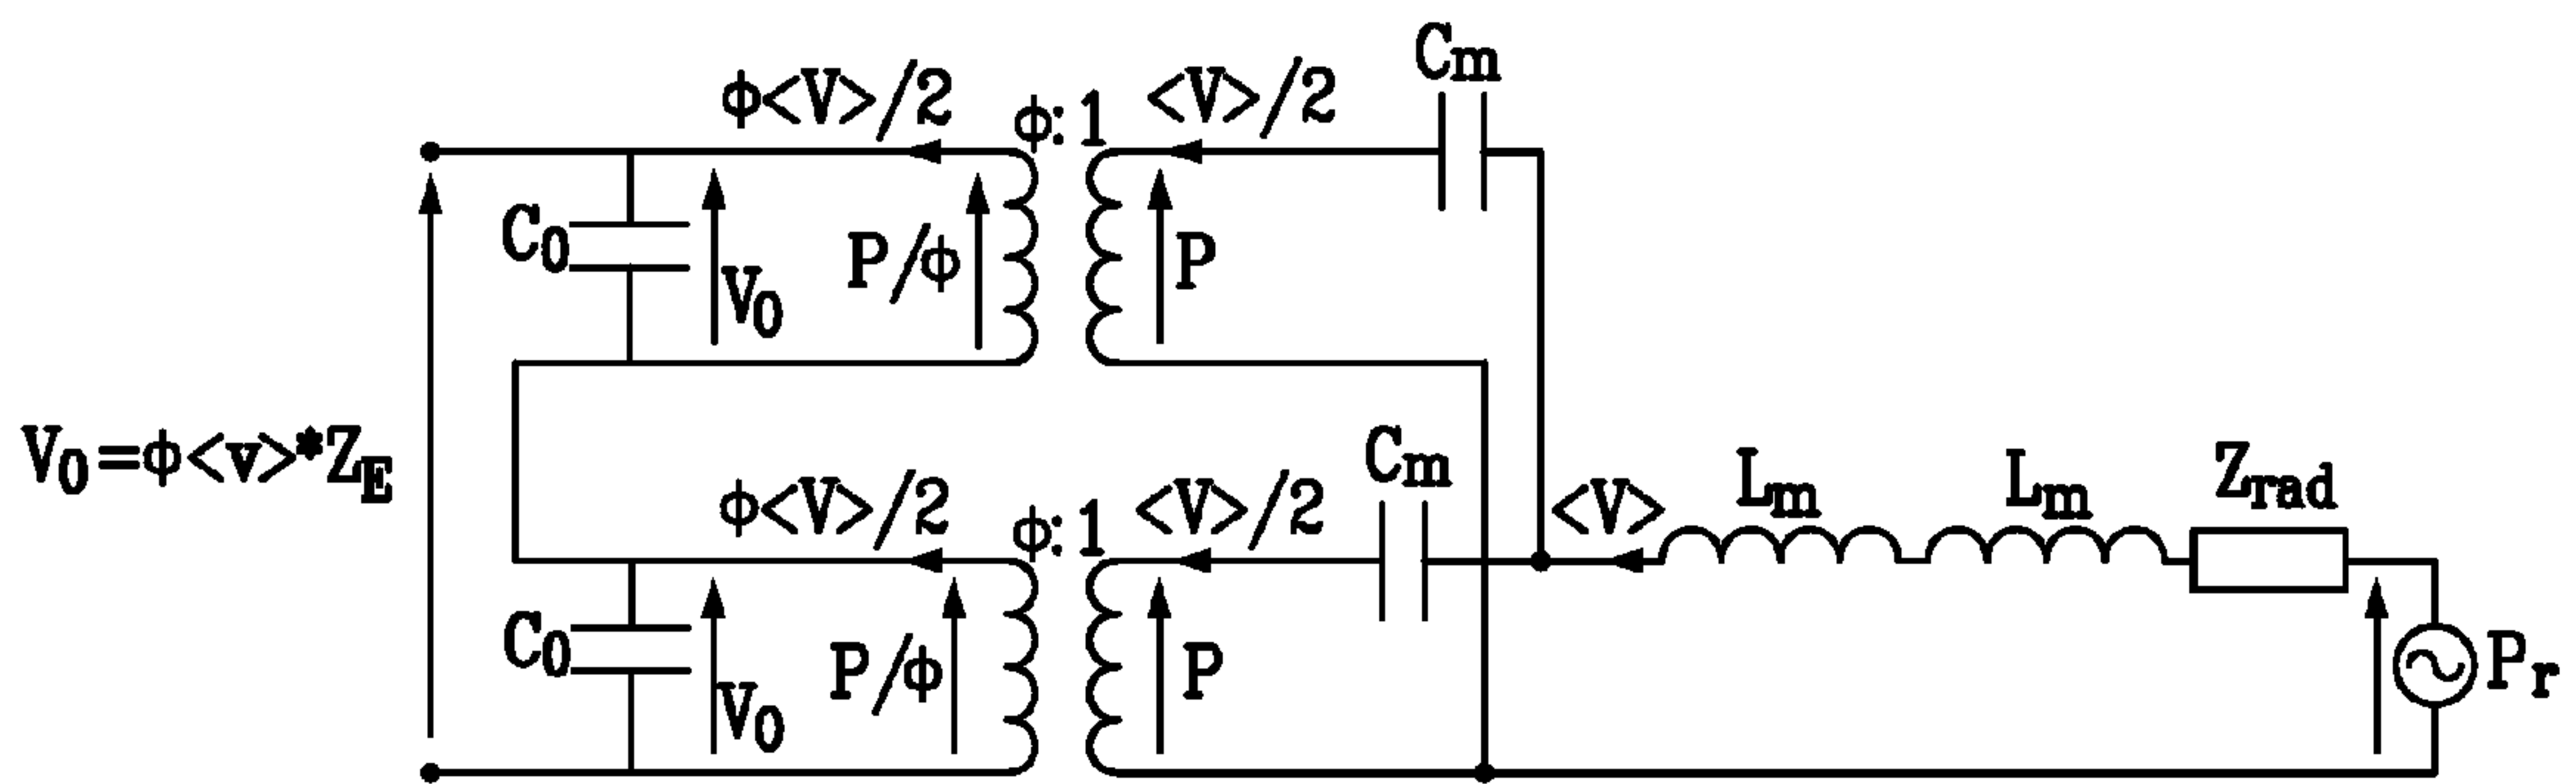 Cm
ϕ<V>/2
ϕ:1
<V>/2
C0
V0
P/ϕ
P
V0=ϕ<v>*ZE
Cm
ϕ<V>/2
ϕ:1
<V>/2
<V>
Lm
Lm
Zrad
C0
V0
P/ϕ
P
Pr